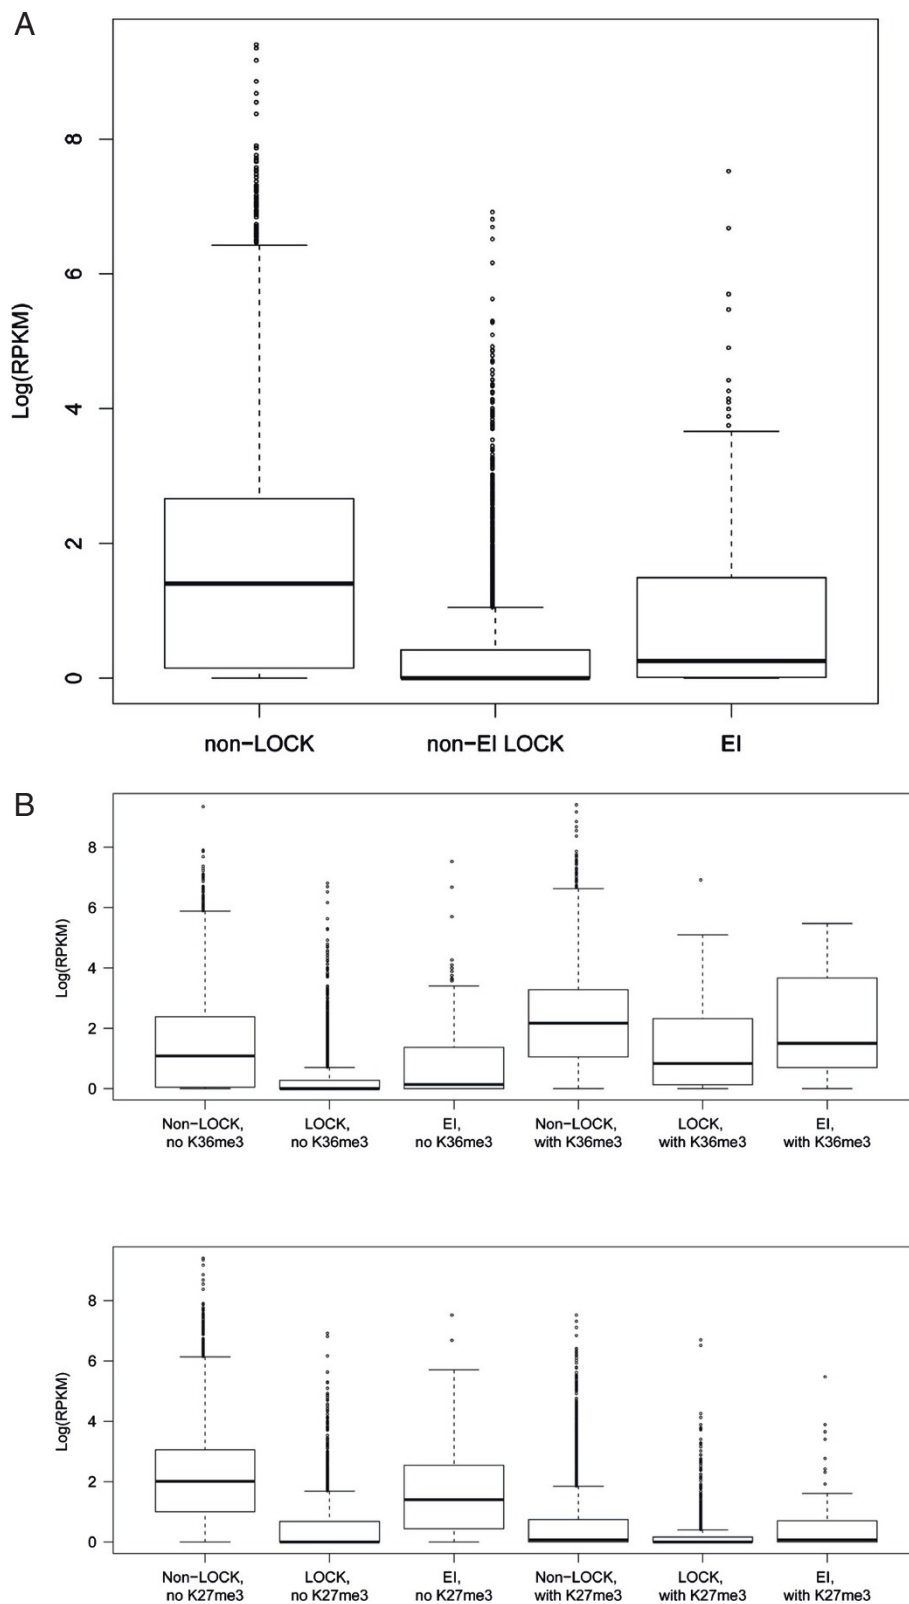 A
Log(RPKM)
8
6
4
2
0
non-LOCK
non-EI LOCK
EI
B
Log(RPKM)
8
6
4
2
0
Non-LOCK, LOCK, EI, Non-LOCK, LOCK, EI,
no K36me3 no K36me3 no K36me3 with K36me3 with K36me3 with K36me3
Log(RPKM)
8
6
4
2
0
Non-LOCK, LOCK, EI, Non-LOCK, LOCK, EI,
no K27me3 no K27me3 no K27me3 with K27me3 with K27me3 with K27me3